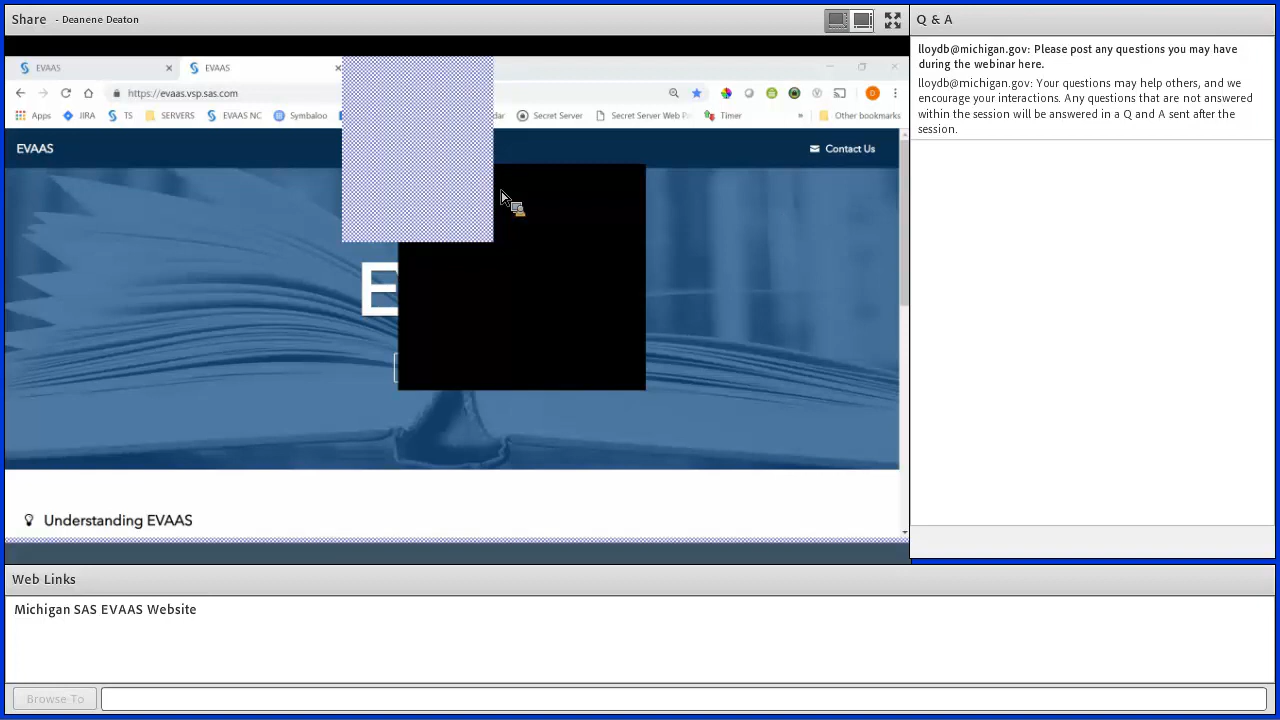 Share - Deanene Deaton
EVAAS
EVAAS
https://evaas.vsp.sas.com
Apps JIRA TS SERVERS EVAAS NC Symbaloo Secret Server Secret Server Web Timer » Other bookmarks
EVAAS
Contact Us
Understanding EVAAS
Q & A
lloydb@michigan.gov: Please post any questions you may have
during the webinar here.
lloydb@michigan.gov: Your questions may help others, and we
encourage your interactions. Any questions that are not answered
within the session will be answered in a Q and A sent after the
session.
Web Links
Michigan SAS EVAAS Website
Browse To